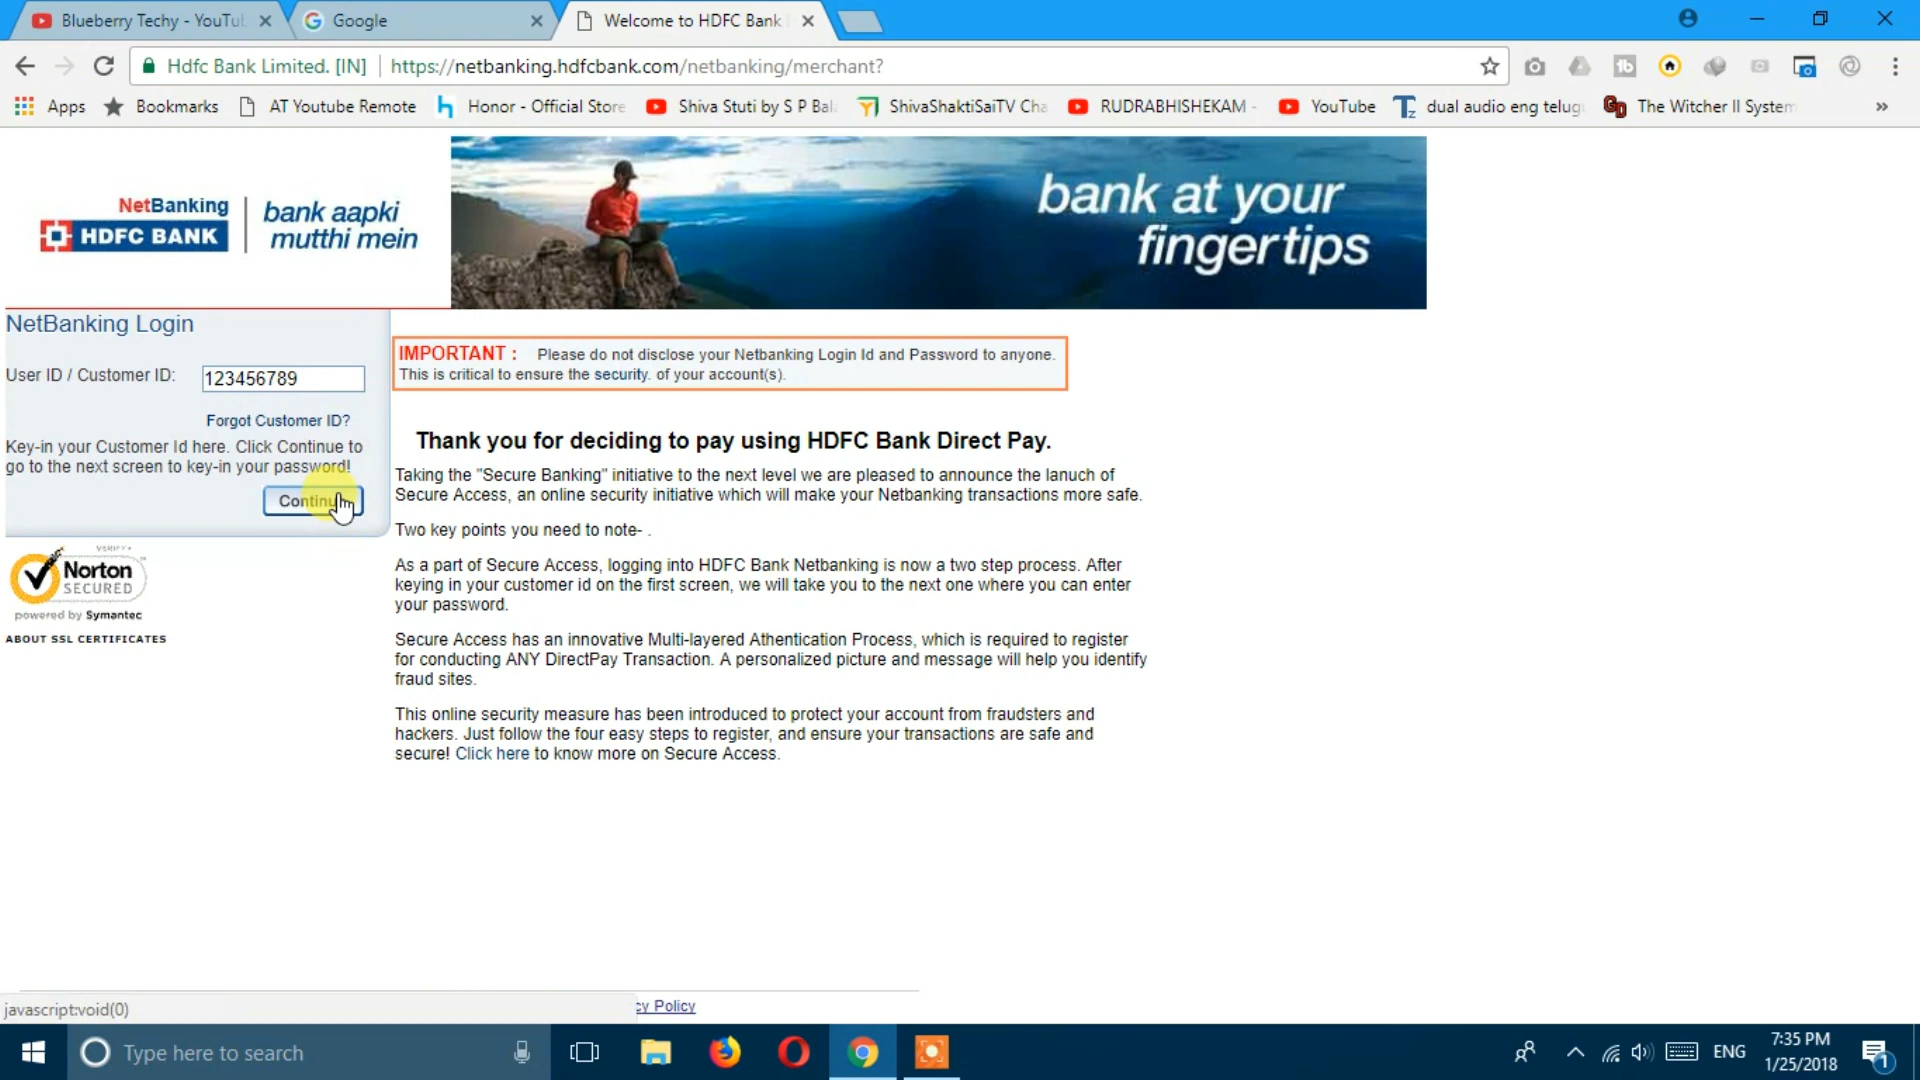 Blueberry Techy - YouTu
Google
Welcome to HDFC Bank
Hdfc Bank Limited. [IN]
https://netbanking.hdfcbank.com/netbanking/merchant?
Apps
Bookmarks
AT Youtube Remote
Honor - Official Store
Shiva Stuti by S P Bal
ShivaShaktiSaiTV Cha
RUDRABHISHEKAM -
YouTube
dual audio eng telug
The Witcher II System
»
NetBanking
HDFC BANK
bank aapki
mutthi mein
bank at your
fingertips
NetBanking Login
User ID / Customer ID:
123456789
Forgot Customer ID?
Key-in your Customer Id here. Click Continue to
go to the next screen to key-in your password!
VERIFY
Norton
SECURED
powered by Symantec
ABOUT SSL CERTIFICATES
IMPORTANT : Please do not disclose your Netbanking Login Id and Password to anyone.
This is critical to ensure the security. of your account(s).
Thank you for deciding to pay using HDFC Bank Direct Pay.
Taking the "Secure Banking" initiative to the next level we are pleased to announce the lanuch of
Secure Access, an online security initiative which will make your Netbanking transactions more safe.
Two key points you need to note- .
As a part of Secure Access, logging into HDFC Bank Netbanking is now a two step process. After
keying in your customer id on the first screen, we will take you to the next one where you can enter
your password.
Secure Access has an innovative Multi-layered Athentication Process, which is required to register
for conducting ANY DirectPay Transaction. A personalized picture and message will help you identify
fraud sites.
This online security measure has been introduced to protect your account from fraudsters and
hackers. Just follow the four easy steps to register, and ensure your transactions are safe and
secure! Click here to know more on Secure Access.
javascript:void(0)
cy Policy
Type here to search
ENG
7:35 PM
1/25/2018
1